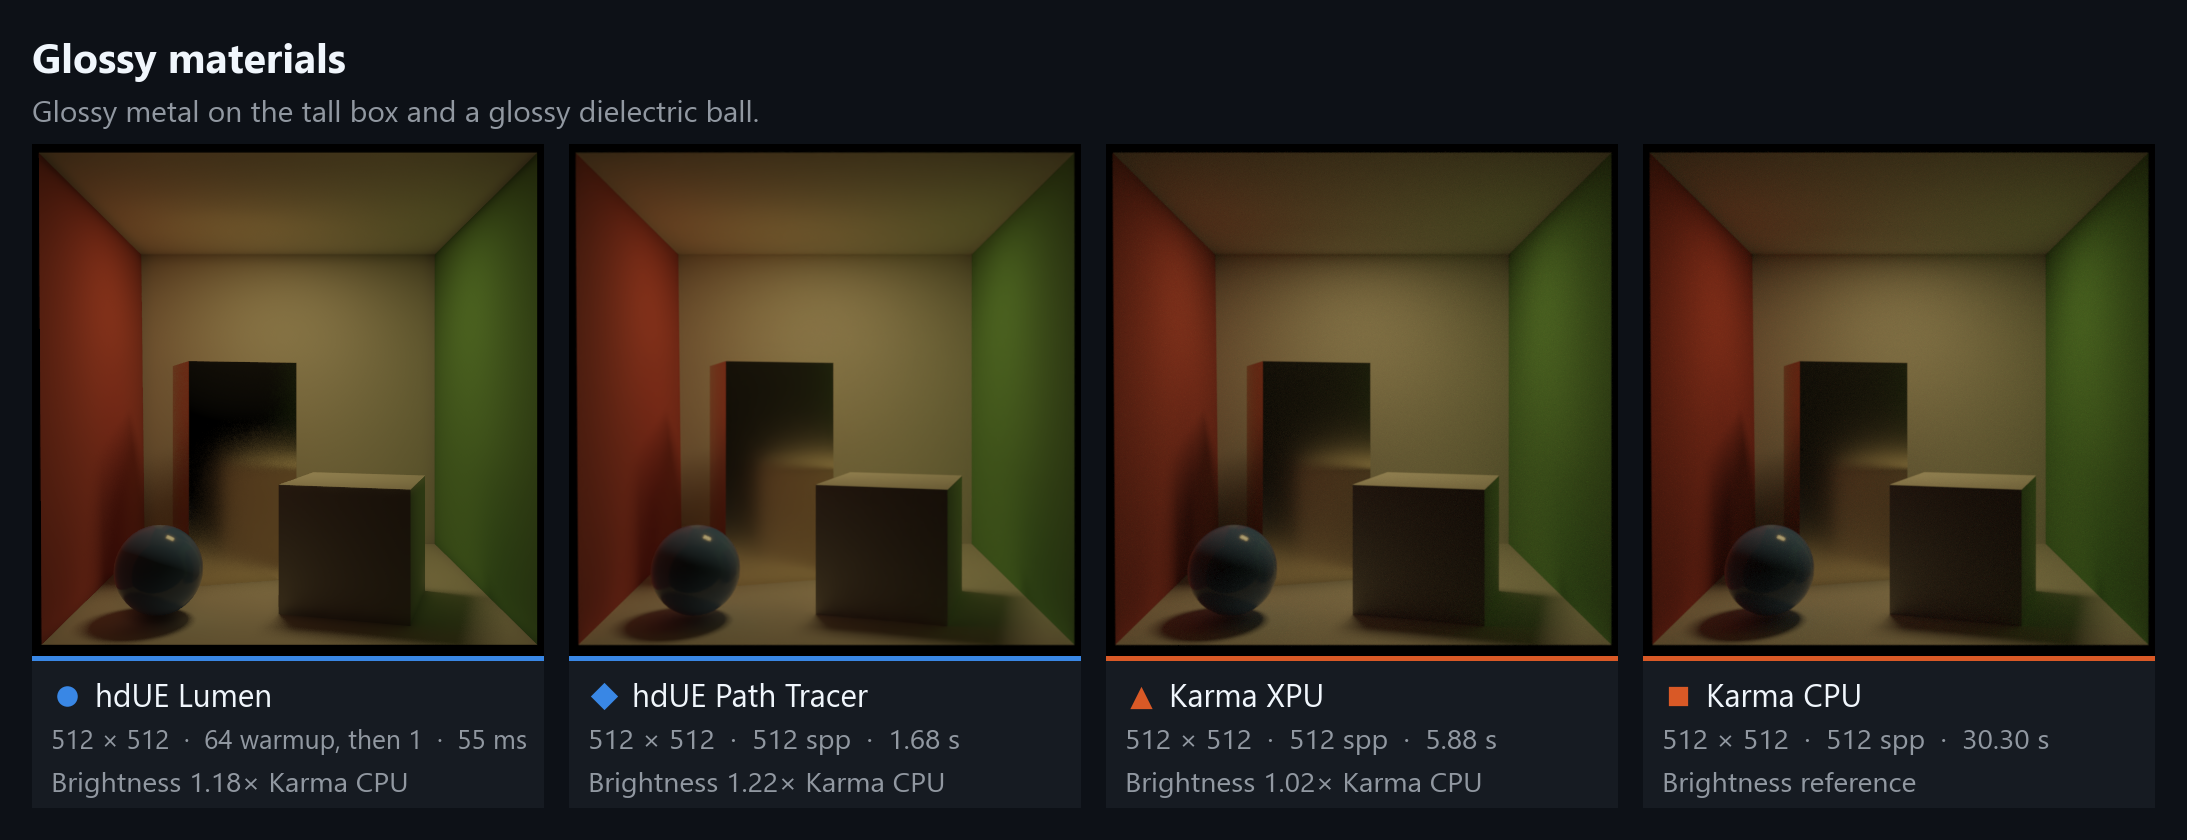 Glossy materials
Glossy metal on the tall box and a glossy dielectric ball.
hdUE Lumen
512 × 512 · 64 warmup, then 1 · 55 ms
Brightness 1.18× Karma CPU
hdUE Path Tracer
512 × 512 · 512 spp · 1.68 s
Brightness 1.22× Karma CPU
Karma XPU
512 × 512 · 512 spp · 5.88 s
Brightness 1.02× Karma CPU
Karma CPU
512 × 512 · 512 spp · 30.30 s
Brightness reference